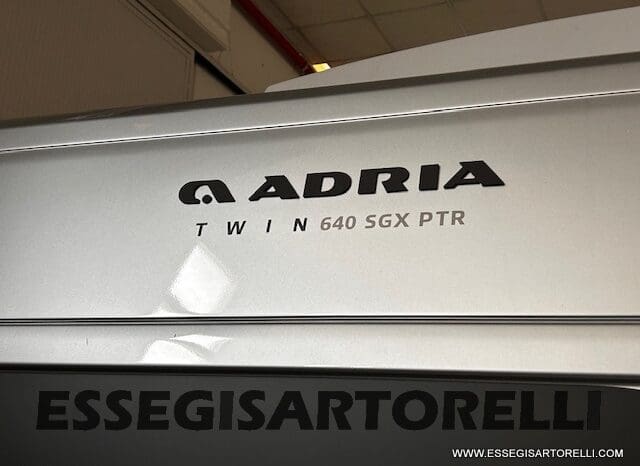 ADRIA
TWIN 640 SGX PTR
ESSEGISARTORELLI
WWW.ESSEGISARTORELLI.COM